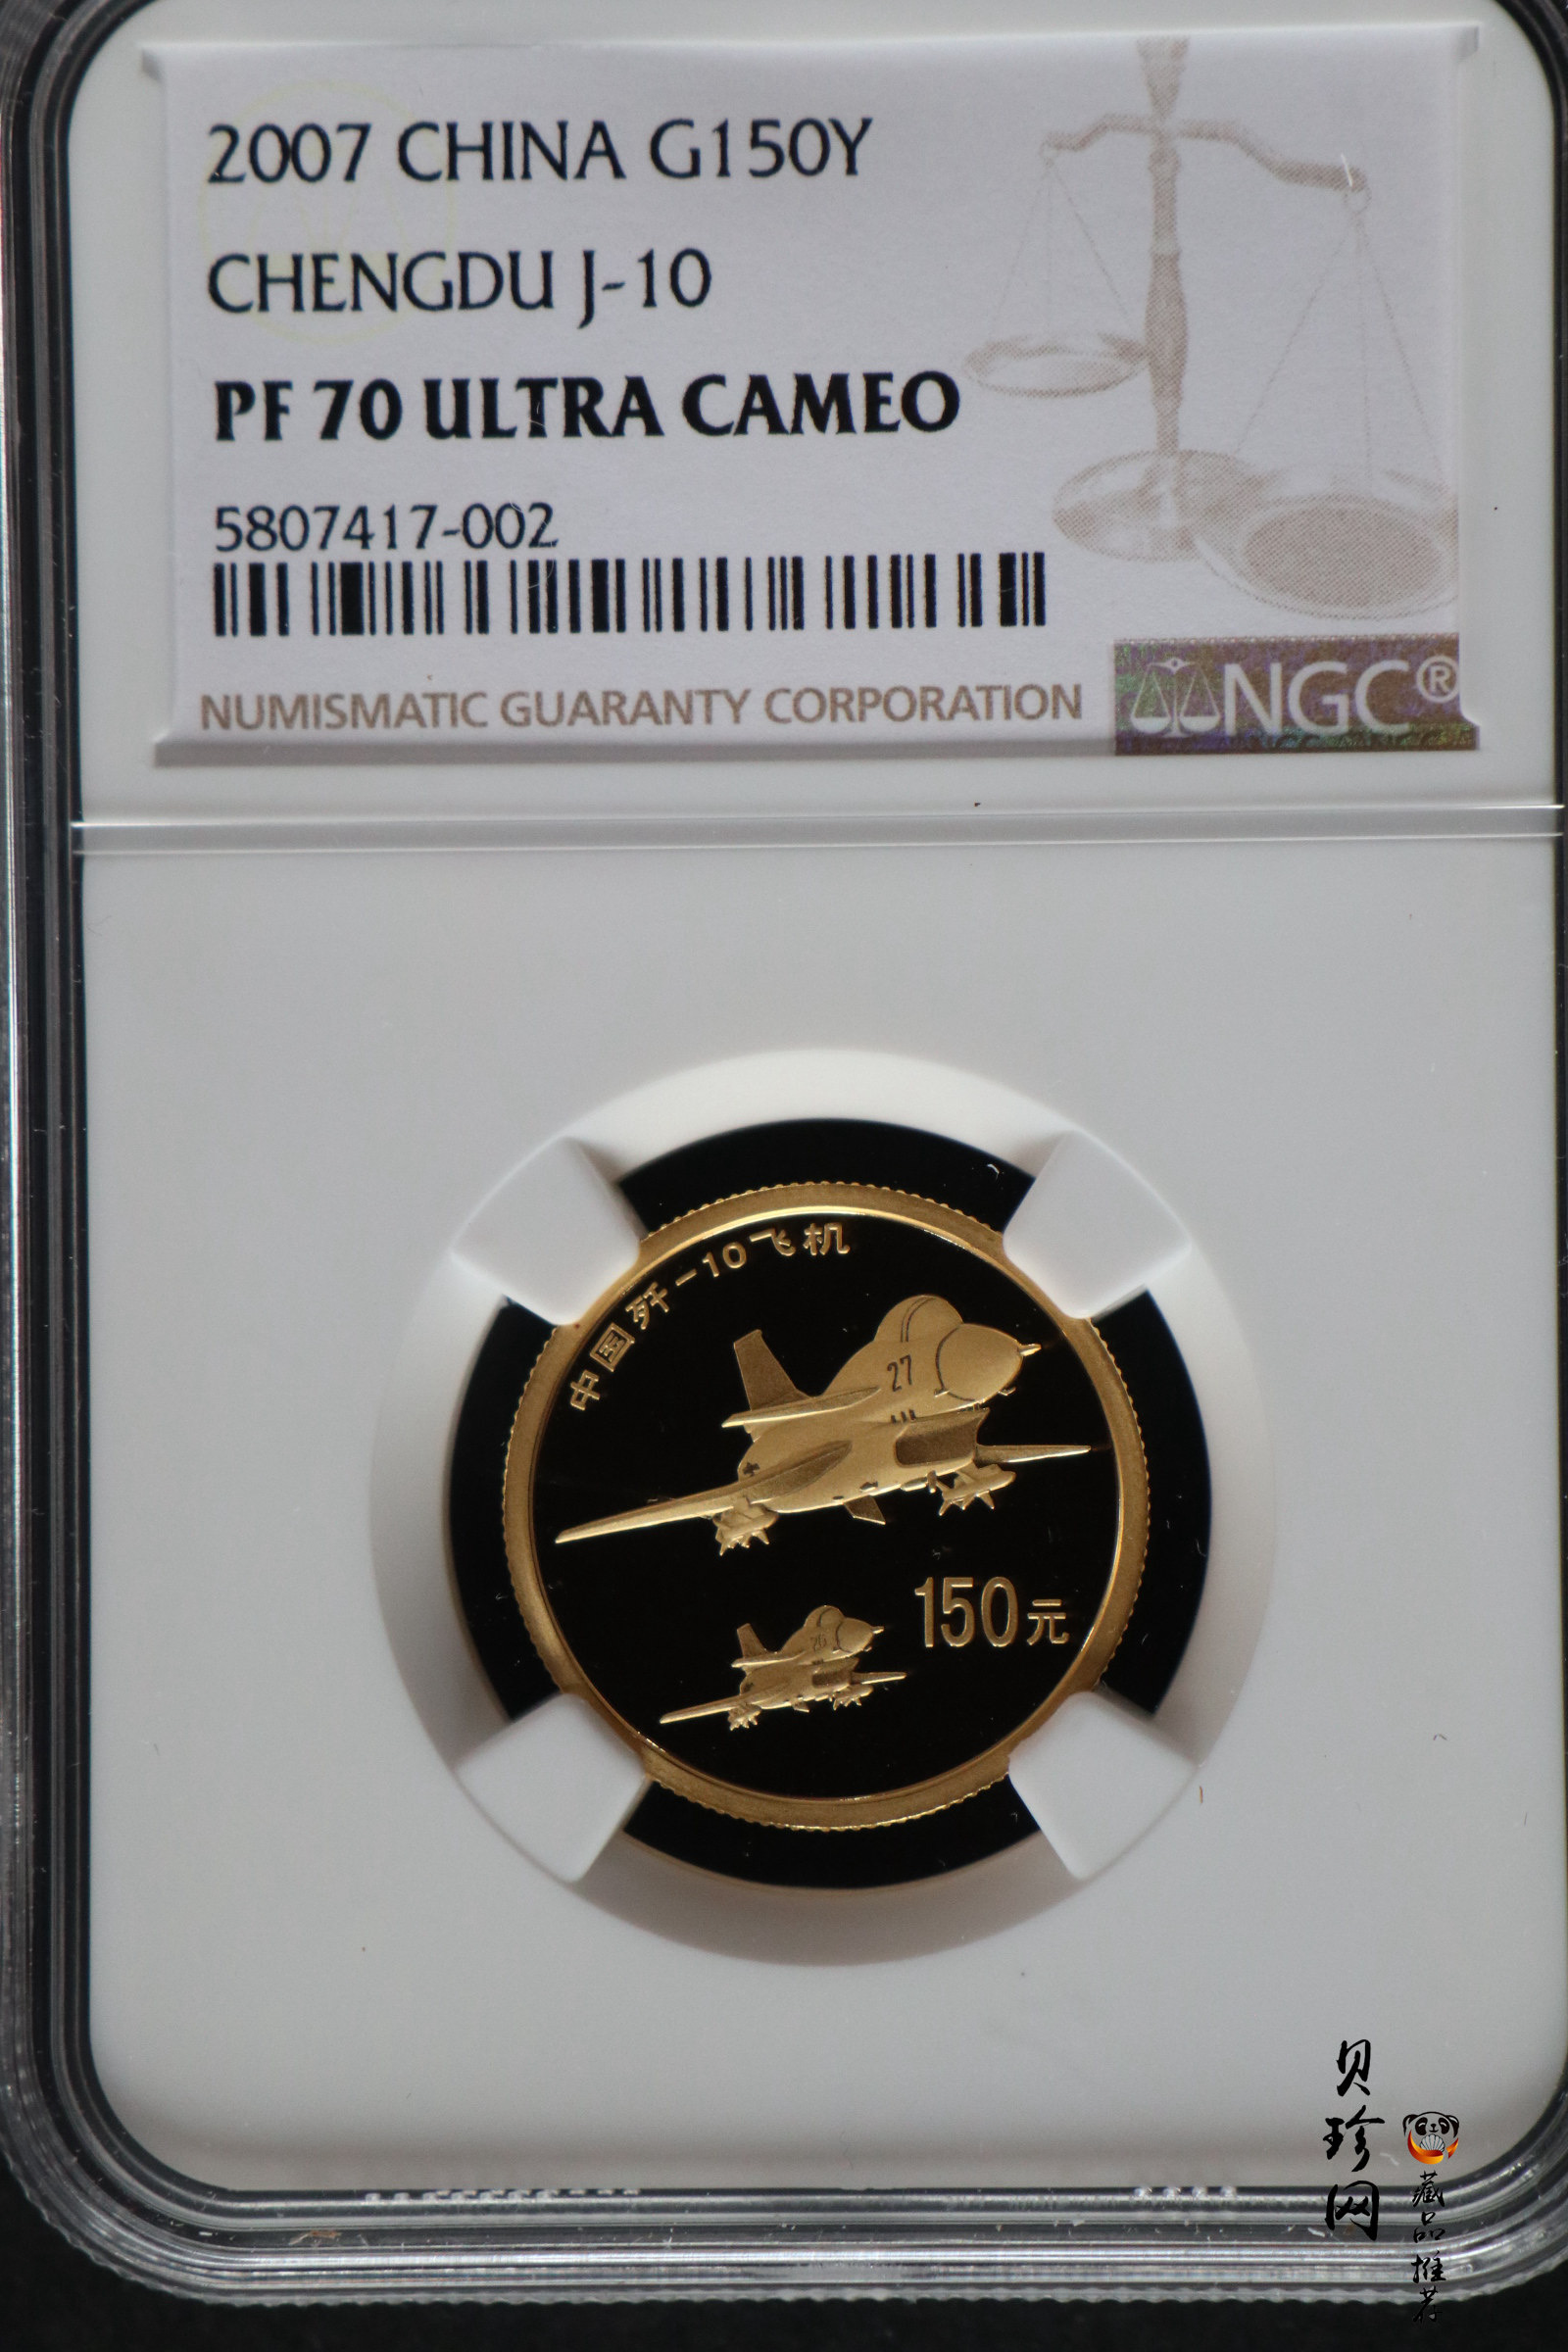 2007 CHINA G150Y
CHENGDU J-10
PF 70 ULTRA CAMEO
5807417-002
NUMISMATIC GUARANTY CORPORATION
NGC®
中国歼-10飞机
27
150元
26
贝珍网
藏品推荐